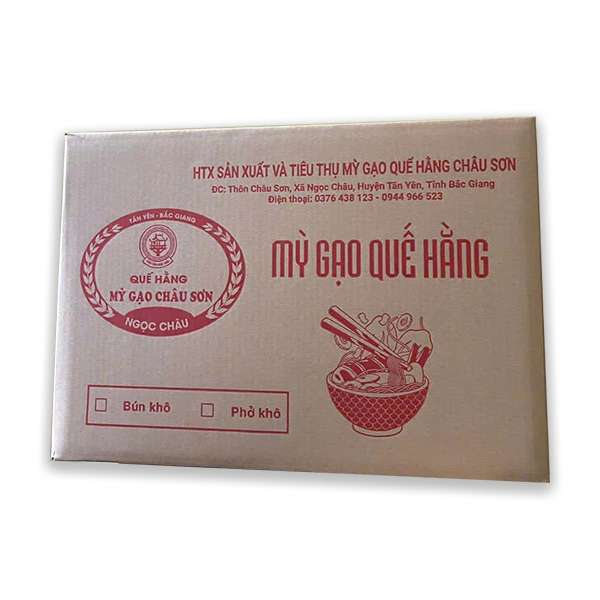 HTX SẢN XUẤT VÀ TIÊU THỤ MỲ GẠO QUẾ HẰNG CHÂU SƠN
ĐC: Thôn Châu Sơn, Xã Ngọc Châu, Huyện Tân Yên, Tỉnh Bắc Giang
Điện thoại: 0376 438 123 - 0944 966 523
TÂN YÊN - BẮC GIANG
QUẾ HẰNG
MỲ GẠO CHÂU SƠN
NGỌC CHÂU
MỲ GẠO QUẾ HẰNG
Bún khô
Phở khô